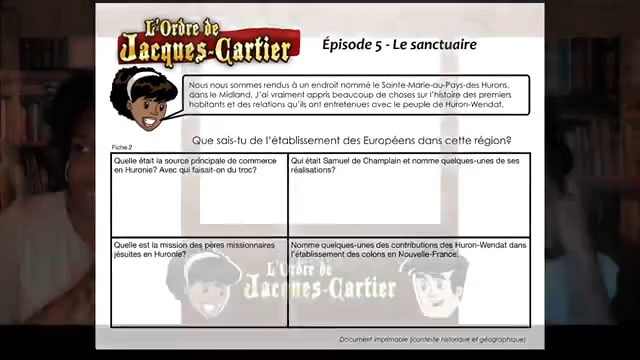 L'Ordre de
Jacques-Cartier
Épisode 5 - Le sanctuaire
Nous nous sommes rendus à un endroit nommé le Sainte-Marie-au-Pays-des Hurons,
dans le Midland. J'ai vraiment appris beaucoup de choses sur l'histoire des premiers
habitants et des relations qu'ils ont entretenues avec le peuple de Huron-Wendat.
Que sais-tu de l'établissement des Européens dans cette région?
Fiche 2
Quelle était la source principale de commerce
en Huronie? Avec qui faisait-on du troc?
Qui était Samuel de Champlain et nomme quelques-unes de ses
réalisations?
Quelle est la mission des pères missionnaires
jésuites en Huronie?
Nomme quelques-unes des contributions des Huron-Wendat dans
l'établissement des colons en Nouvelle-France.
L'Ordre de
Jacques-Cartier
Document imprimable (contexte historique et géographique)